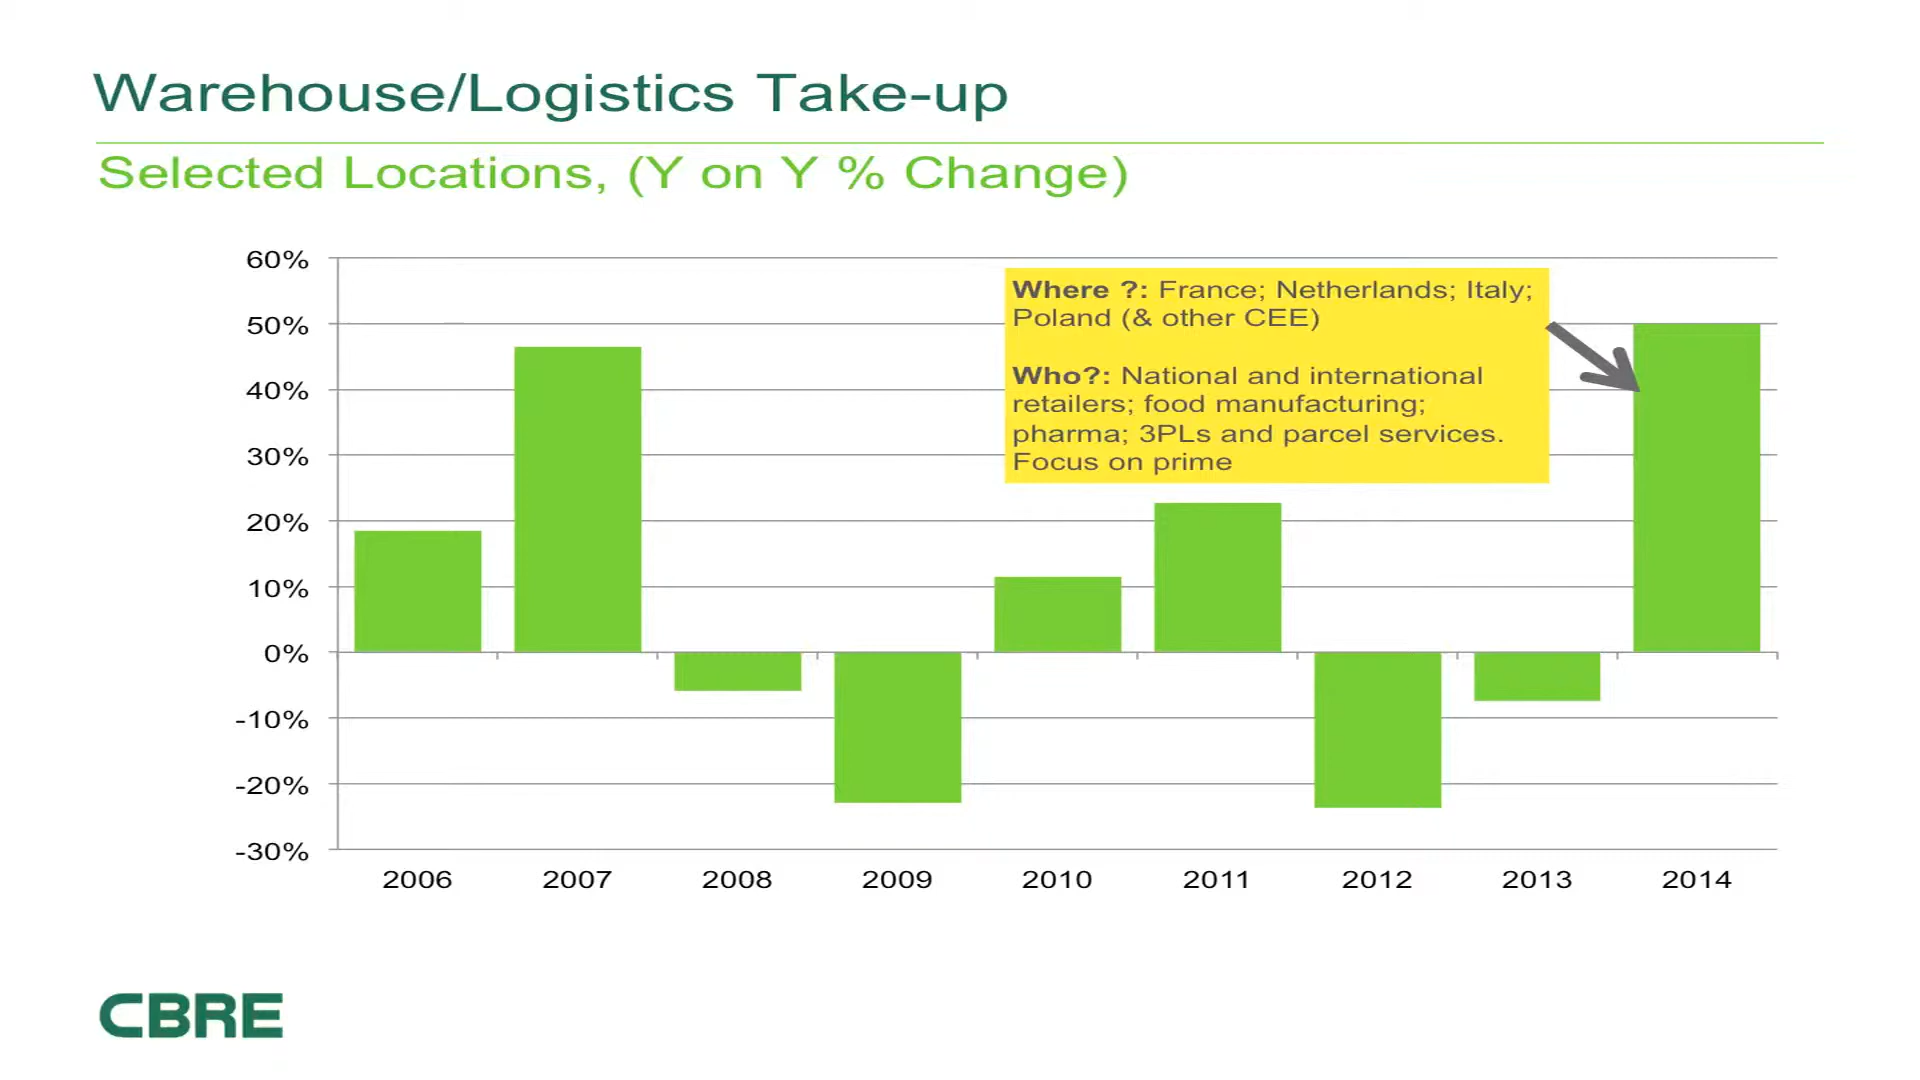 Warehouse/Logistics Take-up
Selected Locations, (Y on Y % Change)
60%
50%
40%
30%
20%
10%
0%
-10%
-20%
-30%
Where ?: France; Netherlands; Italy;
Poland (& other CEE)
Who?: National and international
retailers; food manufacturing;
pharma; 3PLs and parcel services.
Focus on prime
2006 2007 2008 2009 2010 2011 2012 2013 2014
CBRE